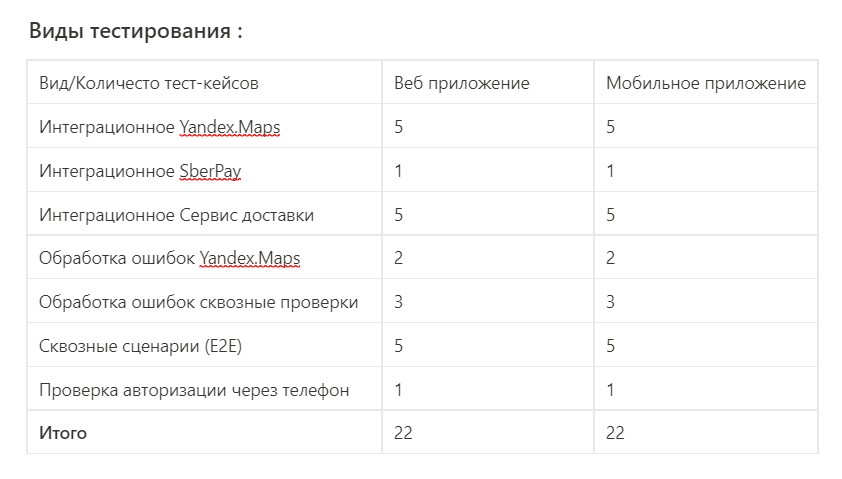 Виды тестирования :
Вид/Количесто тест-кейсов Веб приложение Мобильное приложение
Интеграционное Yandex.Maps 5 5
Интеграционное SberPay 1 1
Интеграционное Сервис доставки 5 5
Обработка ошибок Yandex.Maps 2 2
Обработка ошибок сквозные проверки 3 3
Сквозные сценарии (E2E) 5 5
Проверка авторизации через телефон 1 1
Итого 22 22